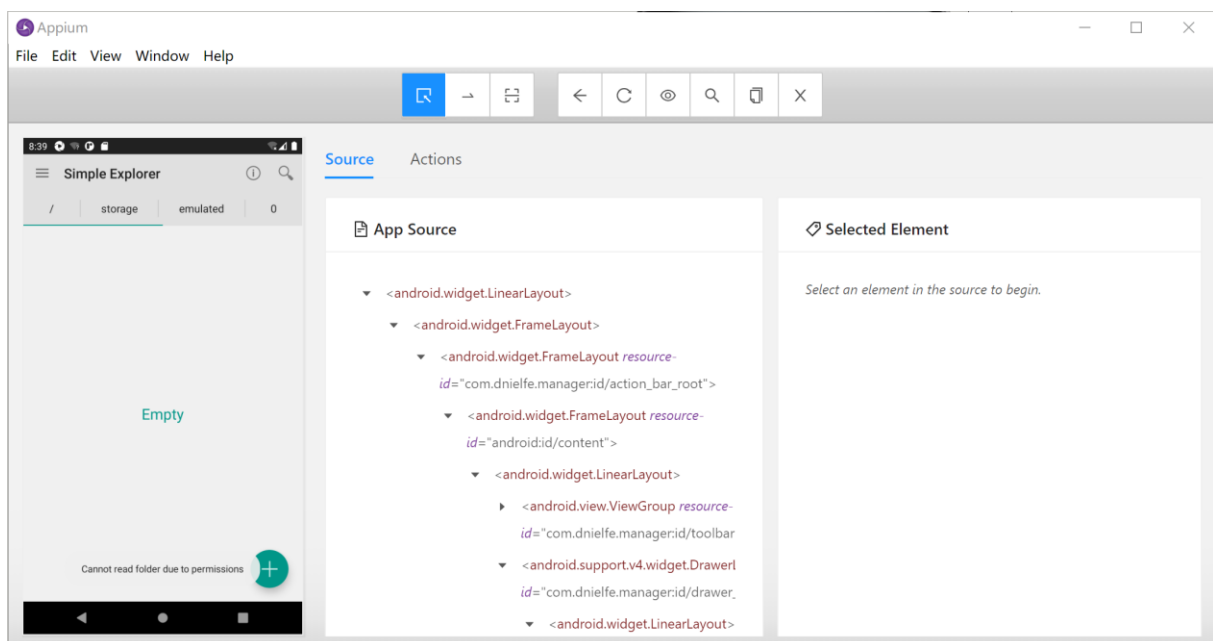 Appium
File Edit View Window Help
8:39
Simple Explorer
/ storage emulated 0
Empty
Cannot read folder due to permissions
Source Actions
App Source
<android.widget.LinearLayout>
<android.widget.FrameLayout>
<android.widget.FrameLayout resource-
id="com.dnielfe.manager:id/action_bar_root">
<android.widget.FrameLayout resource-
id="android:id/content">
<android.widget.LinearLayout>
<android.view.ViewGroup resource-
id="com.dnielfe.manager:id/toolbar
<android.support.v4.widget.DrawerL
id="com.dnielfe.manager:id/drawer_
<android.widget.LinearLayout>
Selected Element
Select an element in the source to begin.